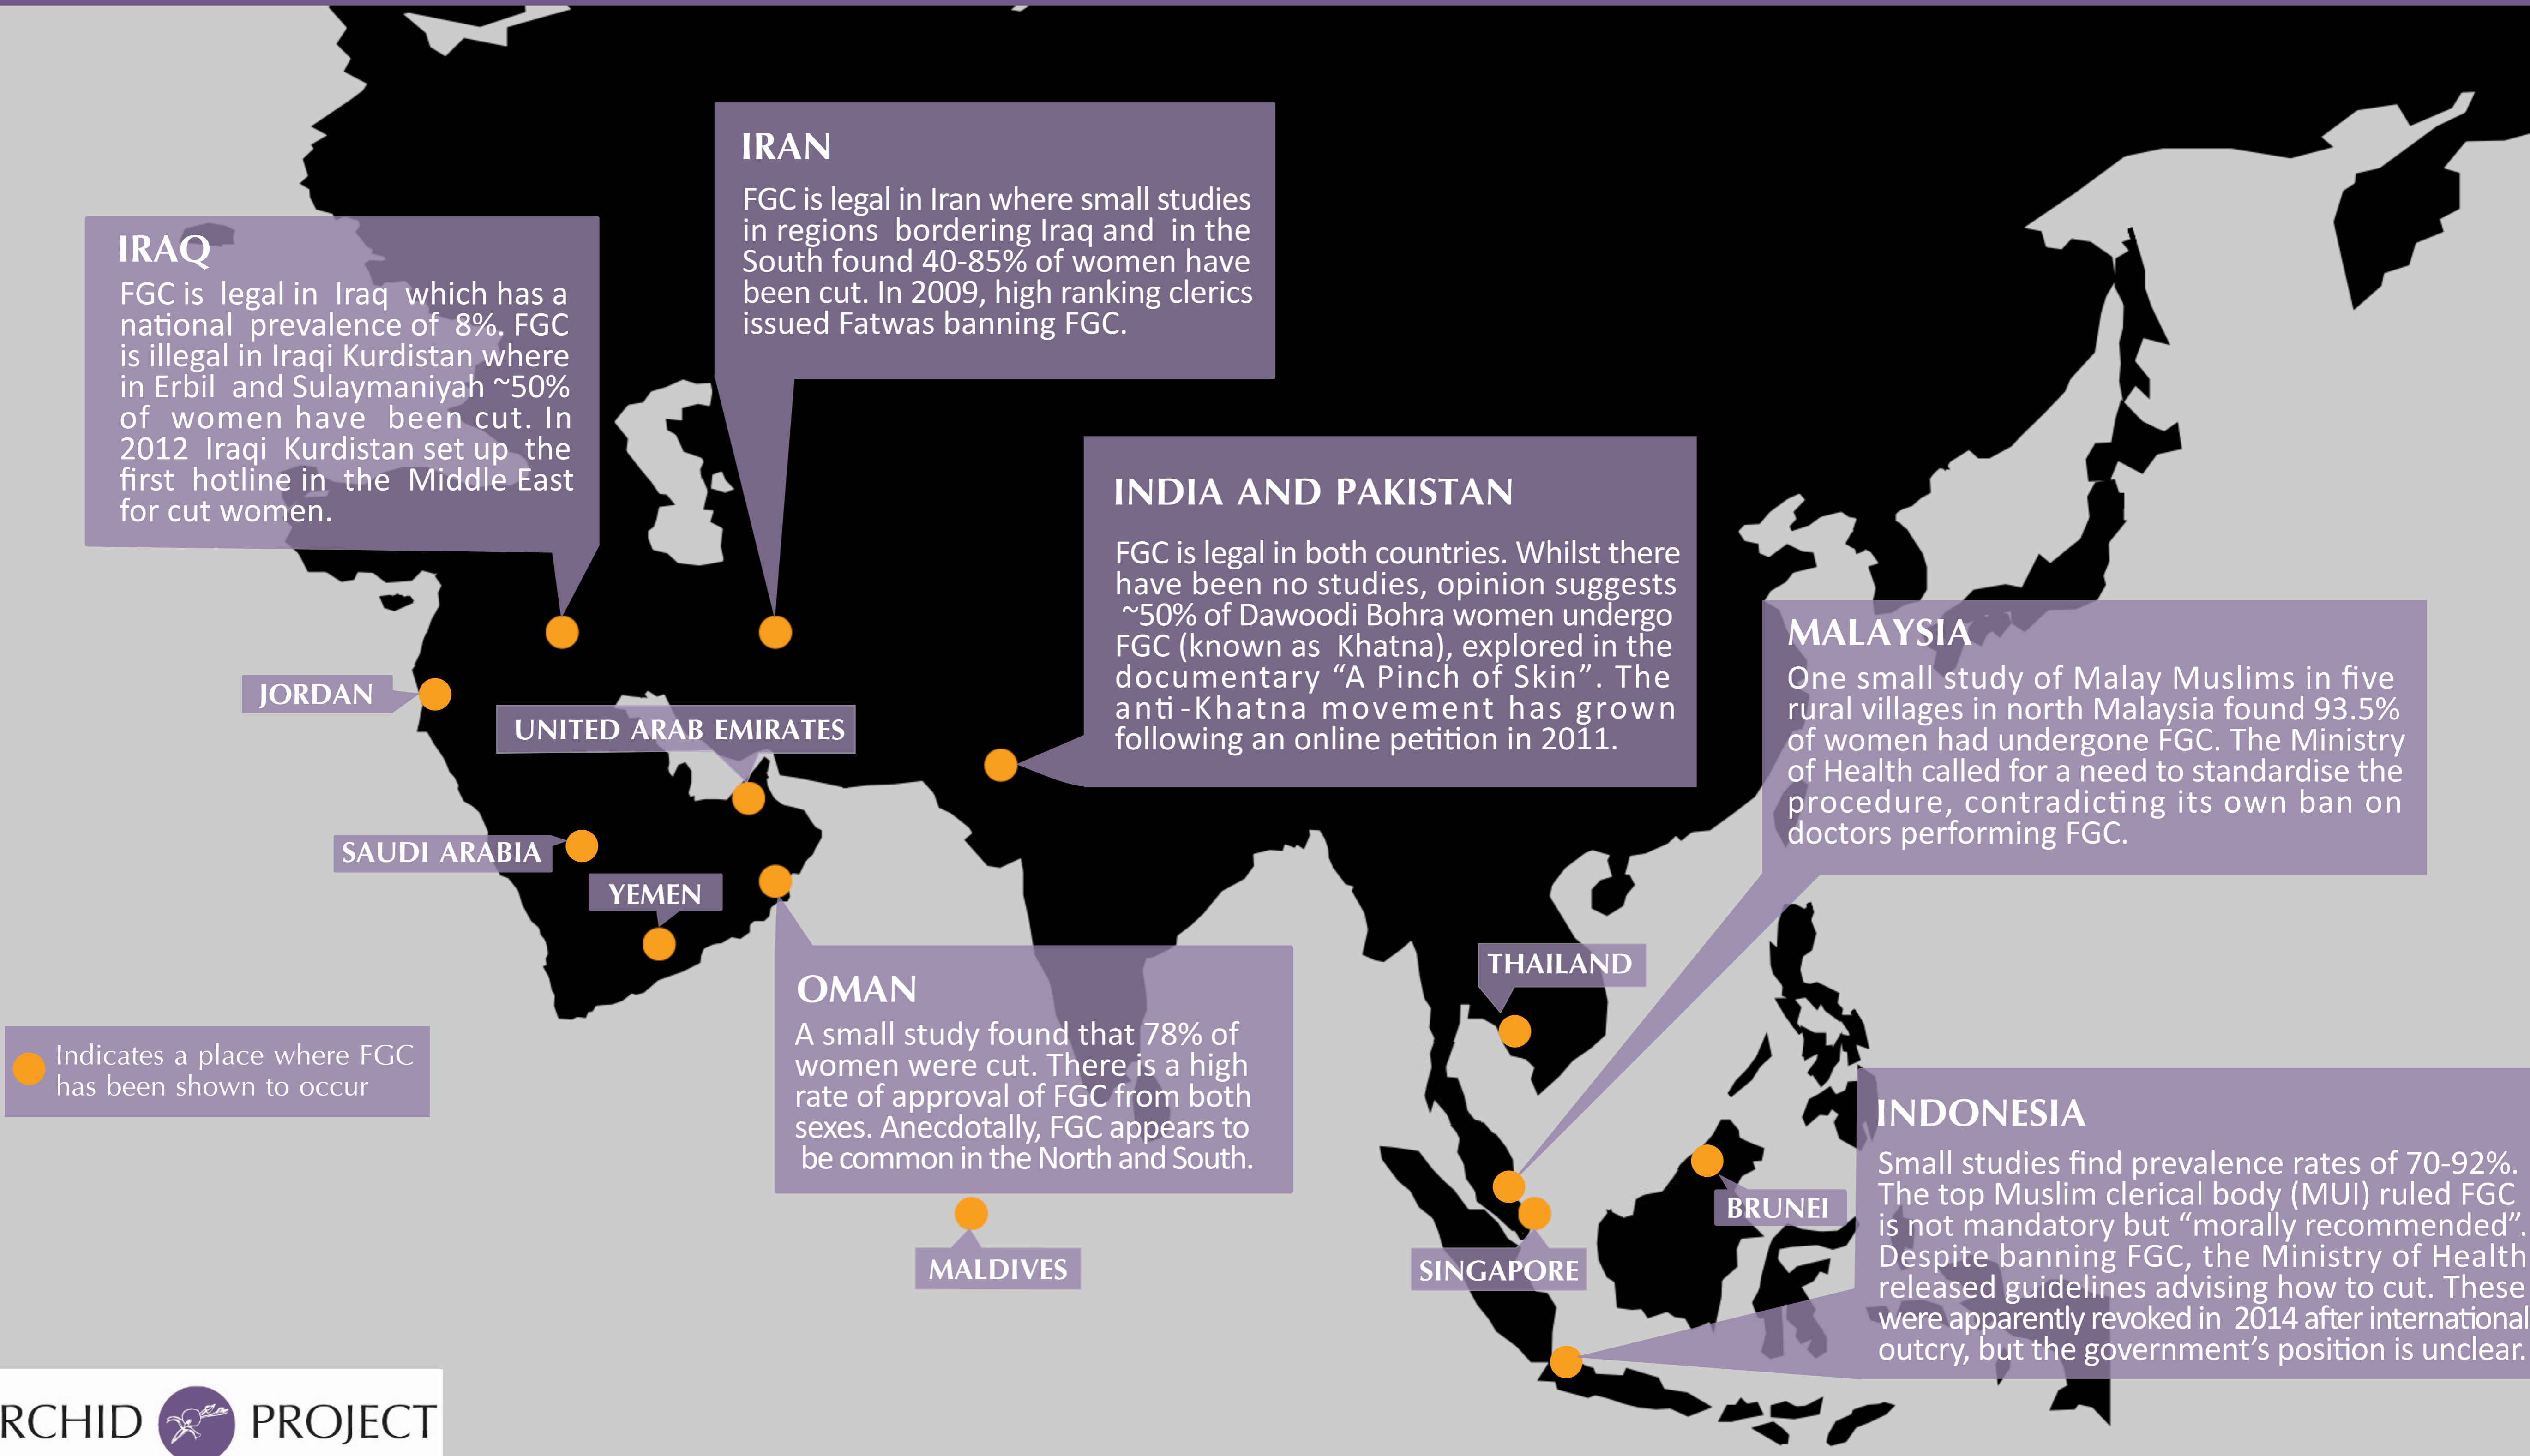 IRAN
FGC is legal in Iran where small studies
in regions bordering Iraq and in the
South found 40-85% of women have
been cut. In 2009, high ranking clerics
issued Fatwas banning FGC.
IRAQ
FGC is legal in Iraq which has a
national prevalence of 8%. FGC
is illegal in Iraqi Kurdistan where
in Erbil and Sulaymaniyah ~50%
of women have been cut. In
2012 Iraqi Kurdistan set up the
first hotline in the Middle East
for cut women.
INDIA AND PAKISTAN
FGC is legal in both countries. Whilst there
have been no studies, opinion suggests
~50% of Dawoodi Bohra women undergo
FGC (known as Khatna), explored in the
documentary “A Pinch of Skin”. The
anti-Khatna movement has grown
following an online petition in 2011.
MALAYSIA
One small study of Malay Muslims in five
rural villages in north Malaysia found 93.5%
of women had undergone FGC. The Ministry
of Health called for a need to standardise the
procedure, contradicting its own ban on
doctors performing FGC.
JORDAN
UNITED ARAB EMIRATES
SAUDI ARABIA
YEMEN
OMAN
A small study found that 78% of
women were cut. There is a high
rate of approval of FGC from both
sexes. Anecdotally, FGC appears to
be common in the North and South.
THAILAND
Indicates a place where FGC
has been shown to occur
INDONESIA
Small studies find prevalence rates of 70-92%.
The top Muslim clerical body (MUI) ruled FGC
is not mandatory but “morally recommended”.
Despite banning FGC, the Ministry of Health
released guidelines advising how to cut. These
were apparently revoked in 2014 after international
outcry, but the government’s position is unclear.
BRUNEI
MALDIVES
SINGAPORE
RCHID PROJECT